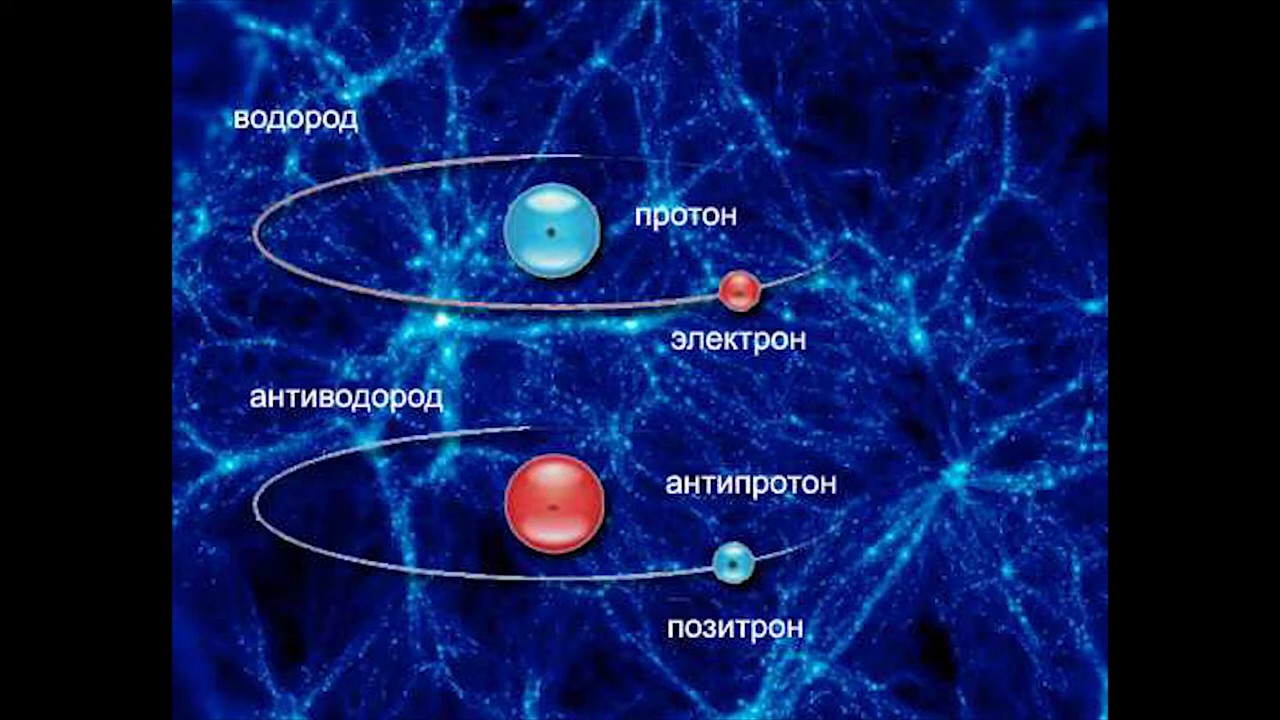 водород
протон
электрон
антиводород
антипротон
позитрон